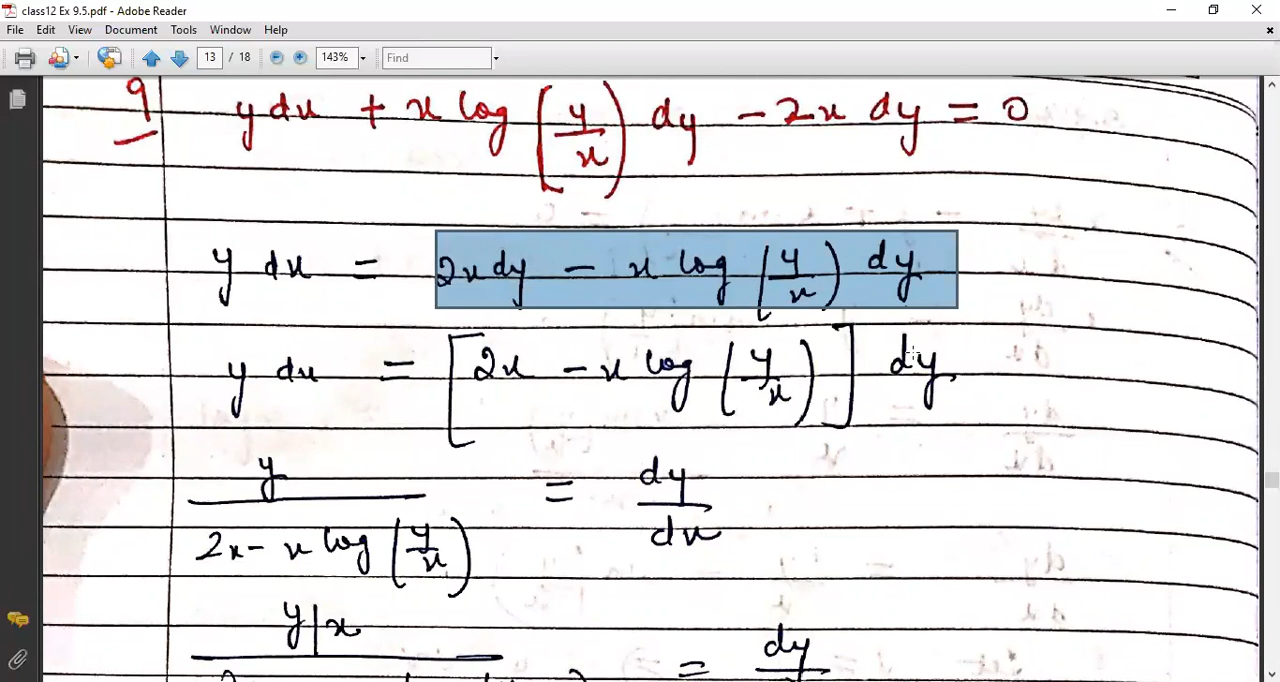 class12 Ex 9.5.pdf - Adobe Reader
File Edit View Document Tools Window Help
13 / 18 143% Find
9 y dx + x log (y/x) dy - 2x dy = 0
y dx = 2x dy - x log (y/x) dy
y dx = [2x - x log (y/x)] dy
y / 2x - x log (y/x) = dy/dx
y|x = dy